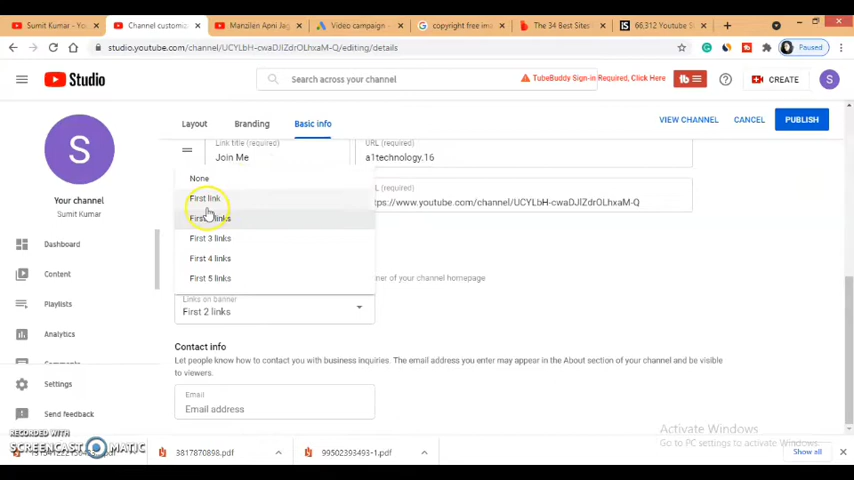 Sumit Kumar - Yo
Channel customiz
Manzilen Apni Jag
Video campaign
copyright free im
The 34 Best Sites
66,312 Youtube S
studio.youtube.com/channel/UCYLbH-cwaDJIZdrOLhxaM-Q/editing/details
Paused
Studio
Search across your channel
TubeBuddy Sign-in Required, Click Here
CREATE
S
Layout
Branding
Basic info
VIEW CHANNEL
CANCEL
PUBLISH
Link title (required)
URL (required)
Join Me
a1technology.16
None
First link
links
First 3 links
First 4 links
First 5 links
(required)
tps://www.youtube.com/channel/UCYLbH-cwaDJIZdrOLhxaM-Q
ner of your channel homepage
Links on banner
First 2 links
S
Your channel
Sumit Kumar
Dashboard
Content
Playlists
Analytics
Settings
Send feedback
Contact info
Let people know how to contact you with business inquiries. The email address you enter may appear in the About section of your channel and be visible
to viewers.
Email
Email address
Activate Windows
Go to PC settings to activate Windows.
RECORDED WITH
SCREENCAST MATIC
3817870898.pdf
99502393493-1.pdf
Show all